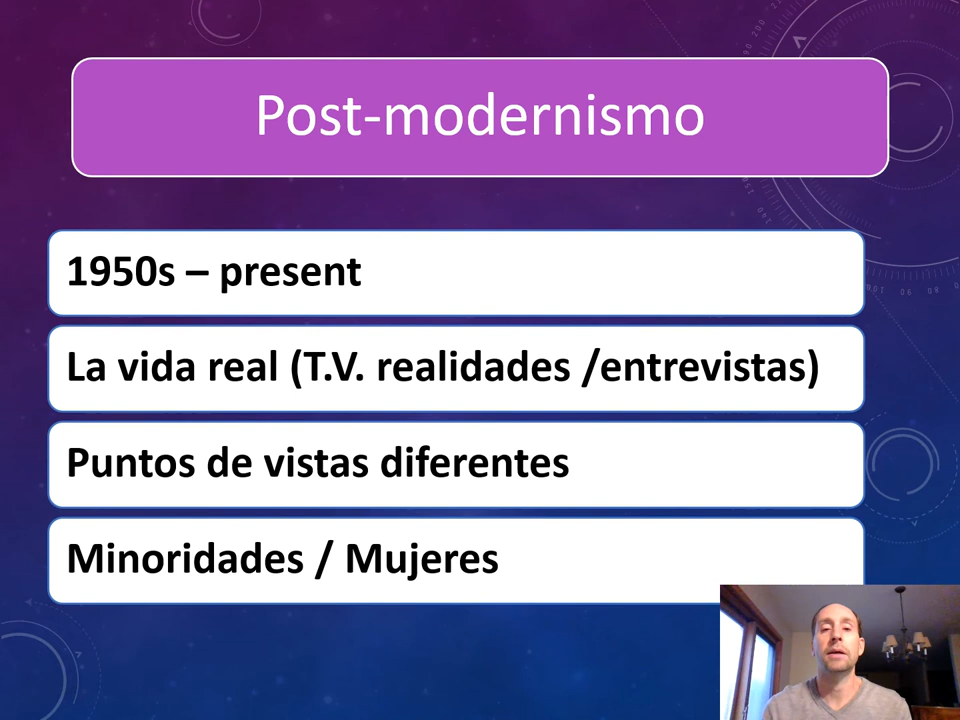 Post-modernismo
1950s – present
La vida real (T.V. realidades /entrevistas)
Puntos de vistas diferentes
Minoridades / Mujeres